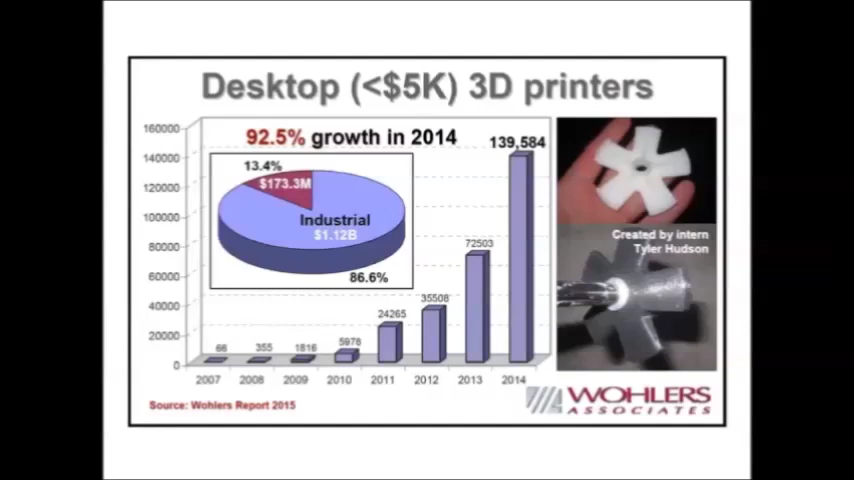 Desktop (<$5K) 3D printers
92.5% growth in 2014
160000
140000
120000
100000
80000
60000
40000
20000
0
13.4%
$173.3M
Industrial
$1.12B
86.6%
66
355
1816
5978
24265
35508
72503
139,584
2007
2008
2009
2010
2011
2012
2013
2014
Created by intern
Tyler Hudson
Source: Wohlers Report 2015
WOHLERS
ASSOCIATES